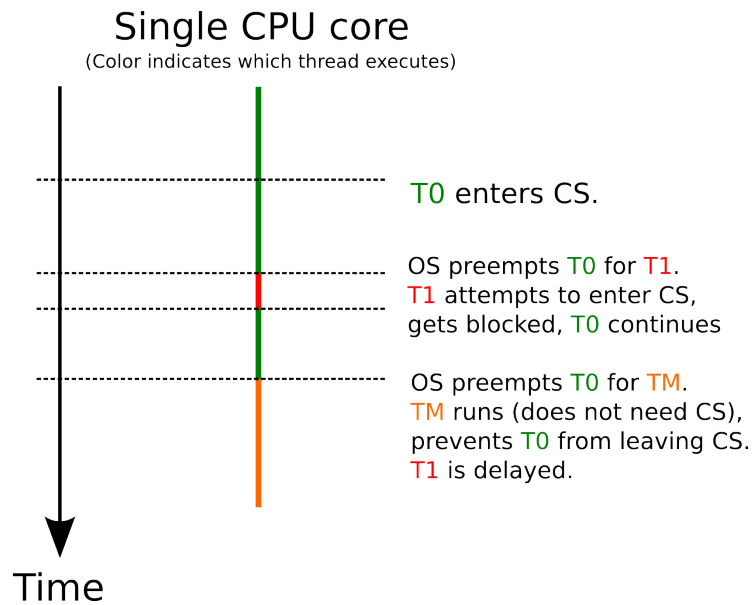 Single CPU core
(Color indicates which thread executes)
T0 enters CS.
OS preempts T0 for T1.
T1 attempts to enter CS,
gets blocked, T0 continues
OS preempts T0 for TM.
TM runs (does not need CS),
prevents T0 from leaving CS.
T1 is delayed.
Time